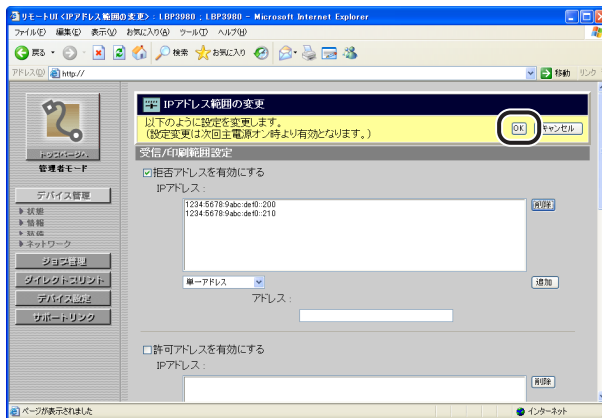 リモートUI <IPアドレス範囲の変更> : LBP3980 ; LBP3980 - Microsoft Internet Explorer
ファイル(F) 編集(E) 表示(V) お気に入り(A) ツール(T) ヘルプ(H)
戻る 検索 お気に入り
アドレス(D) http:// 移動 リンク
IPアドレス範囲の変更
以下のように設定を変更します。
(設定変更は次回主電源オン時より有効となります。)
OK キャンセル
トップページへ
管理者モード
デバイス管理
状態
情報
ネットワーク
ジョブ管理
ダイレクトプリント
デバイス設定
サポートリンク
受信/印刷範囲設定
拒否アドレスを有効にする
IPアドレス :
1234:5678:9abc:def0::200
1234:5678:9abc:def0::210
削除
単一アドレス
追加
アドレス :
許可アドレスを有効にする
IPアドレス :
削除
ページが表示されました
インターネット